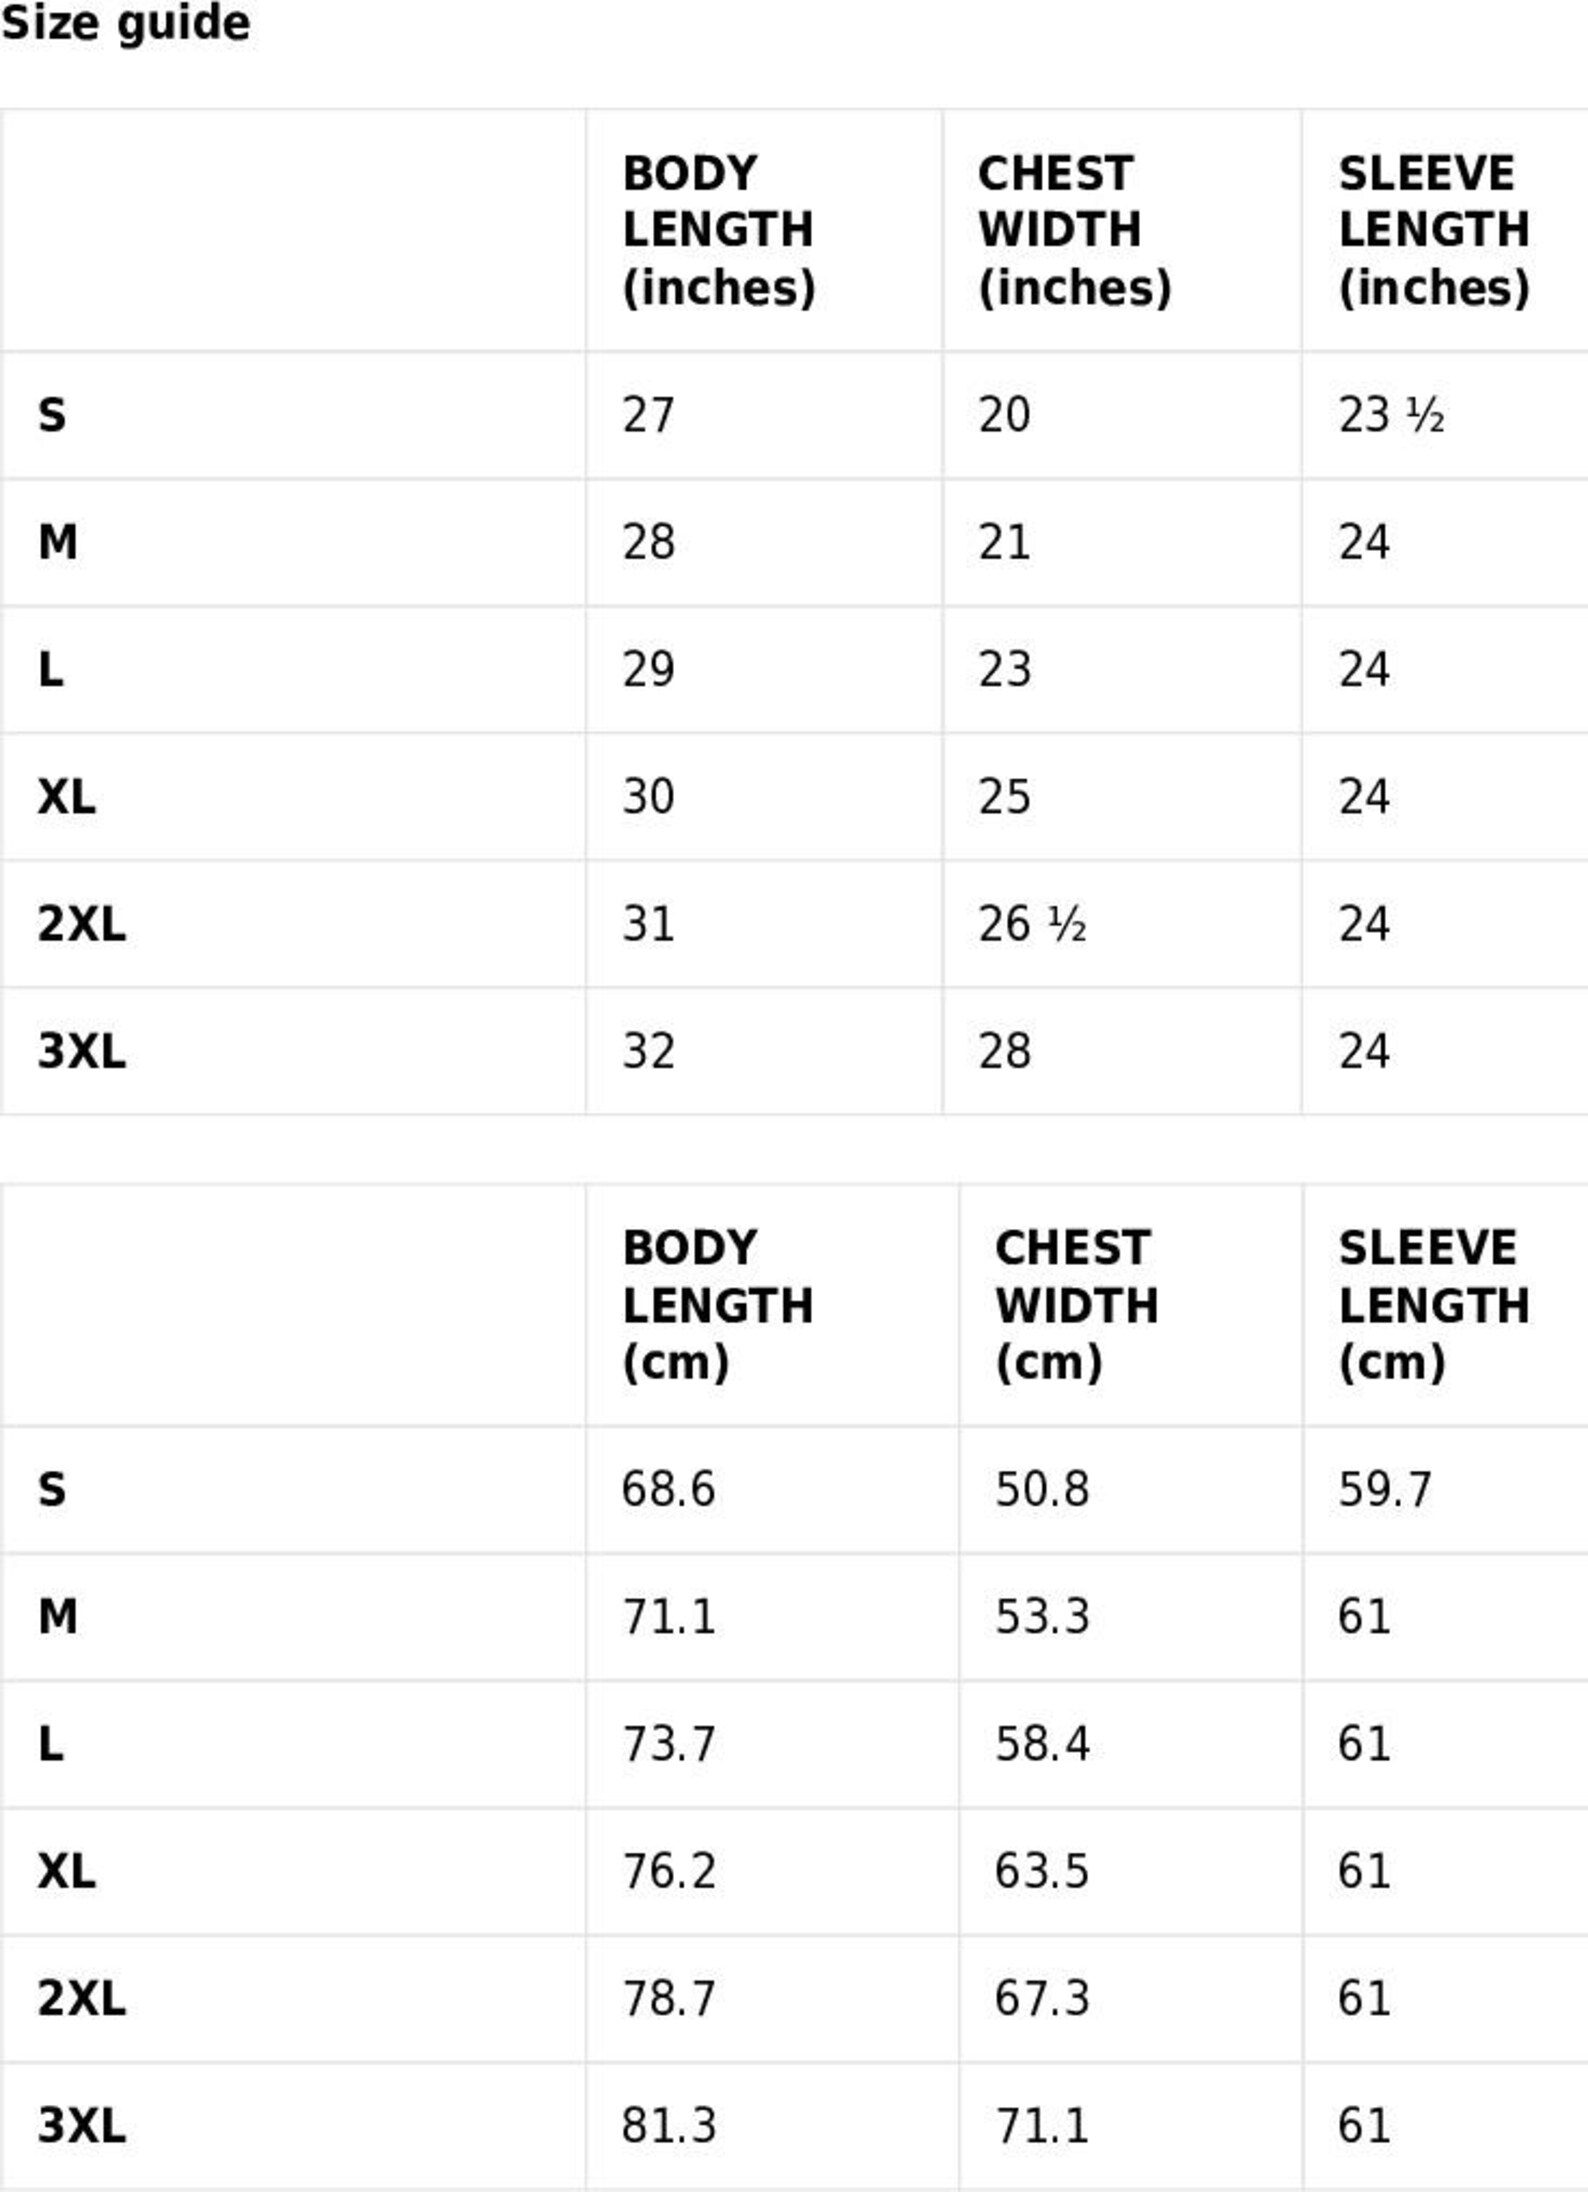 Size guide
BODY LENGTH (inches) CHEST WIDTH (inches) SLEEVE LENGTH (inches)
S 27 20 23 ½
M 28 21 24
L 29 23 24
XL 30 25 24
2XL 31 26 ½ 24
3XL 32 28 24
BODY LENGTH (cm) CHEST WIDTH (cm) SLEEVE LENGTH (cm)
S 68.6 50.8 59.7
M 71.1 53.3 61
L 73.7 58.4 61
XL 76.2 63.5 61
2XL 78.7 67.3 61
3XL 81.3 71.1 61